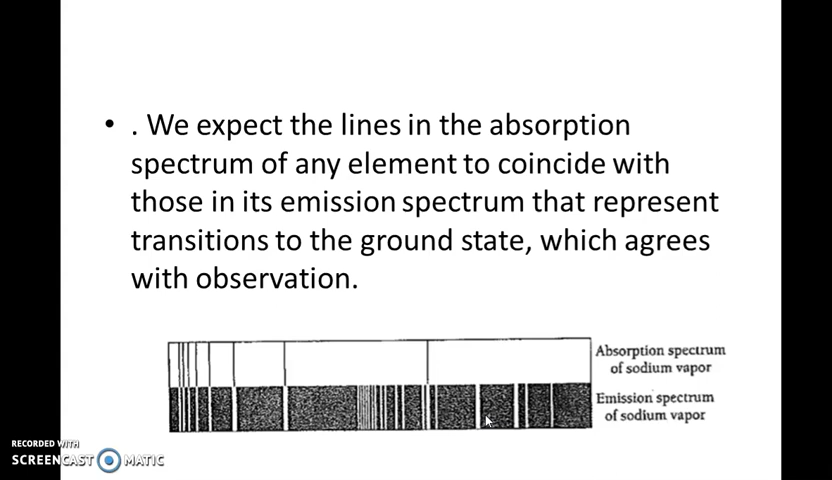 • . We expect the lines in the absorption
spectrum of any element to coincide with
those in its emission spectrum that represent
transitions to the ground state, which agrees
with observation.
Absorption spectrum
of sodium vapor
Emission spectrum
of sodium vapor
RECORDED WITH
SCREENCAST MATIC